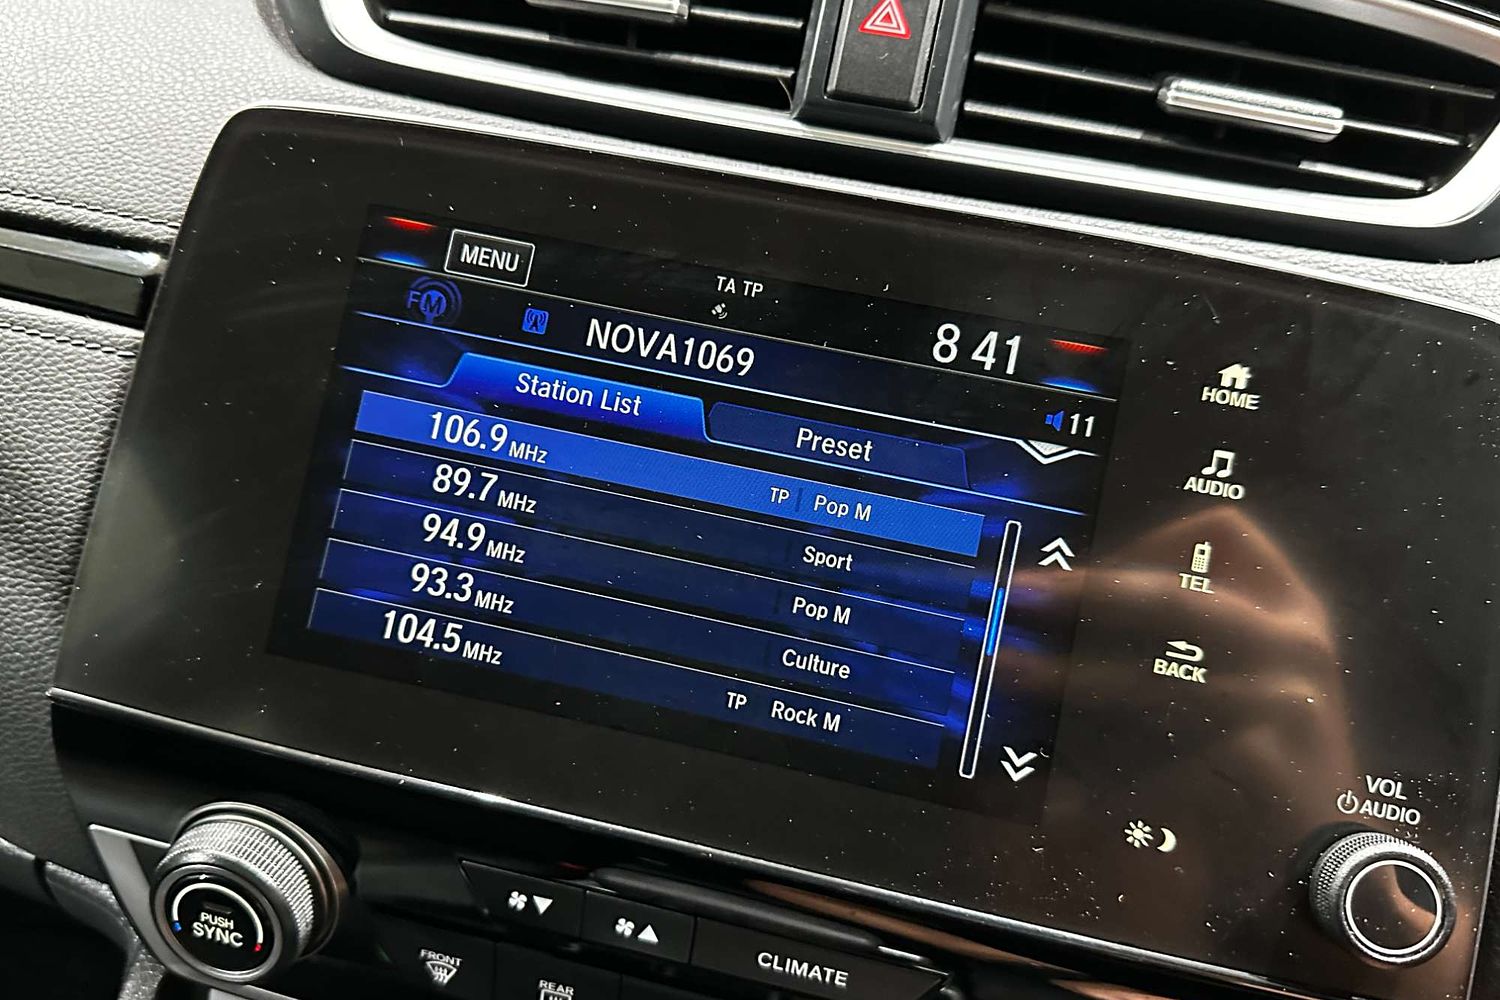 MENU
TA TP
FM
NOVA1069
8 41
Station List
Preset
11
106.9 MHz TP Pop M
89.7 MHz Sport
94.9 MHz Pop M
93.3 MHz Culture
104.5 MHz TP Rock M
HOME
AUDIO
TEL
BACK
VOL
AUDIO
PUSH
SYNC
FRONT
REAR
CLIMATE